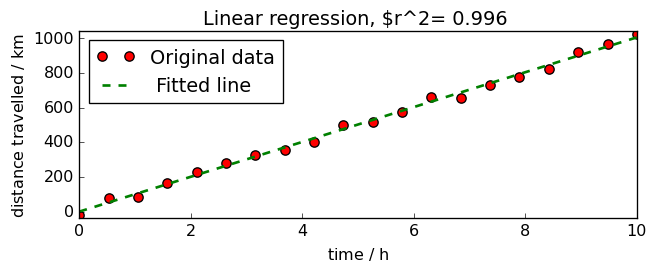 Linear regression, $r^2= 0.996
distance travelled / km
1000
800
600
400
200
0
Original data
Fitted line
0 2 4 6 8 10
time / h